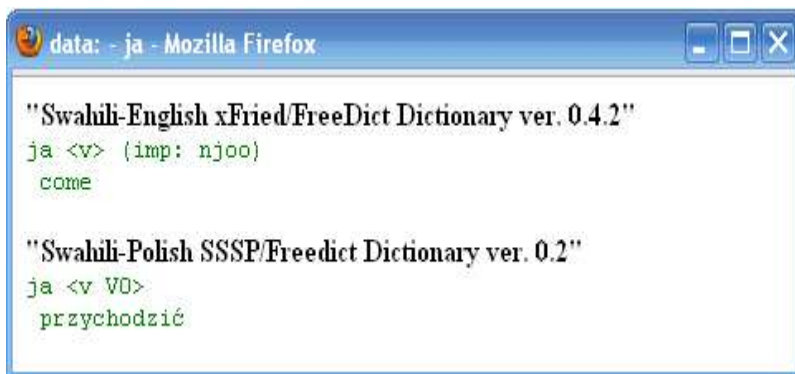 data: - ja - Mozilla Firefox
"Swahili-English xFried/FreeDict Dictionary ver. 0.4.2"
ja <v> (imp: njoo)
come
"Swahili-Polish SSSP/Freedict Dictionary ver. 0.2"
ja <v VO>
przychodzić